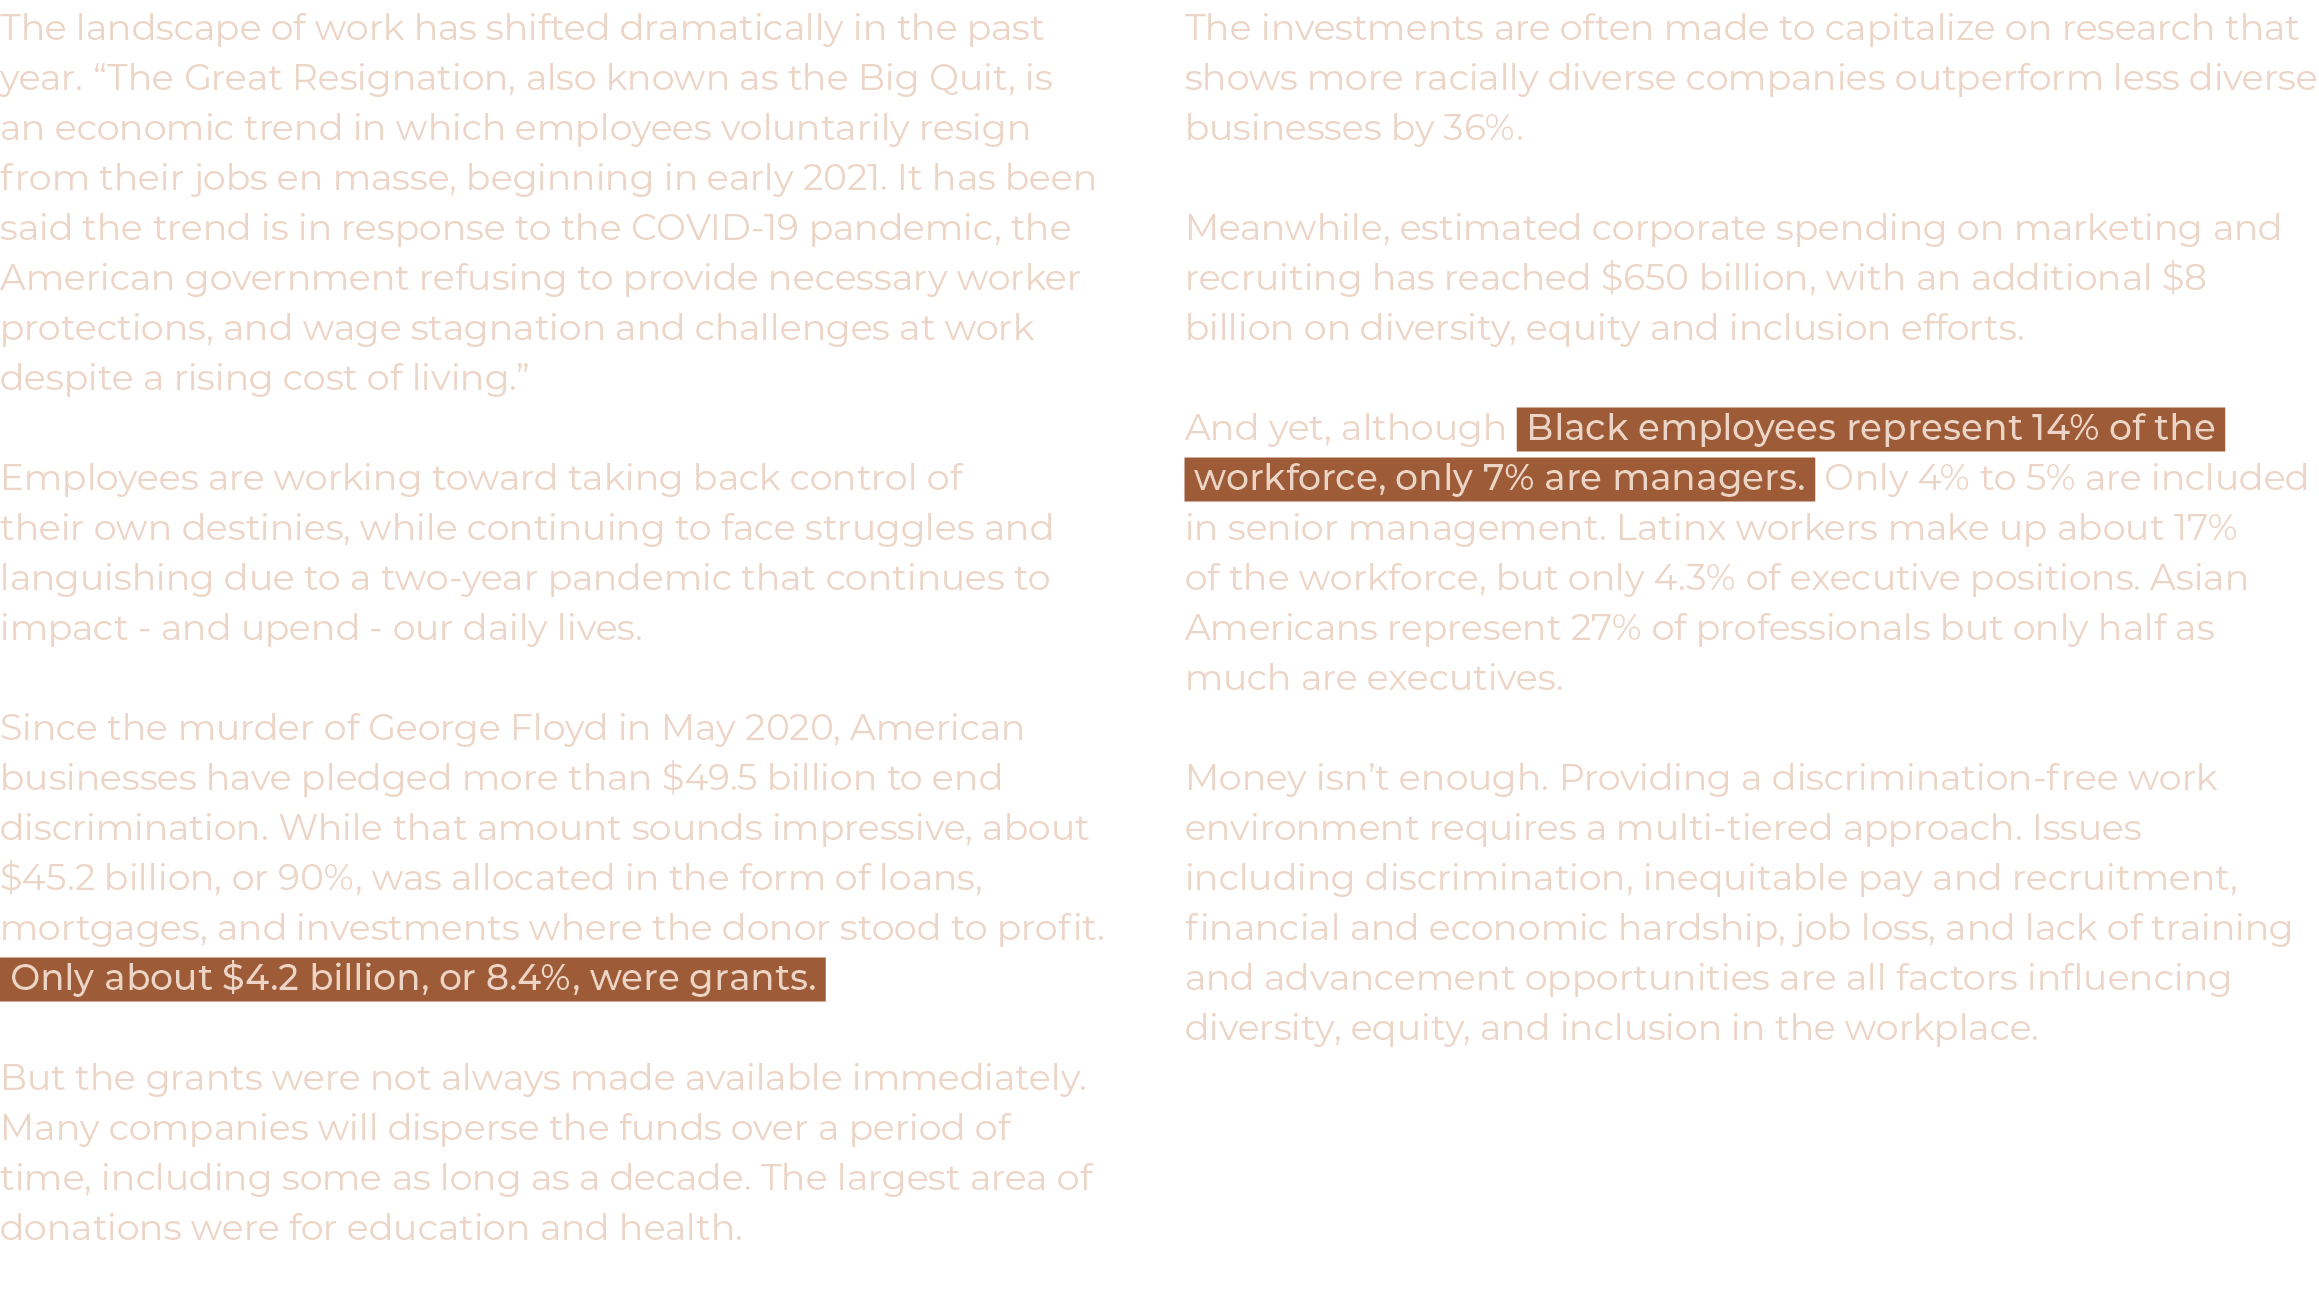 The landscape of work has shifted dramatically in the past
year. “The Great Resignation, also known as the Big Quit, is
an economic trend in which employees voluntarily resign
from their jobs en masse, beginning in early 2021. It has been
said the trend is in response to the COVID-19 pandemic, the
American government refusing to provide necessary worker
protections, and wage stagnation and challenges at work
despite a rising cost of living.”
Employees are working toward taking back control of
their own destinies, while continuing to face struggles and
languishing due to a two-year pandemic that continues to
impact - and upend - our daily lives.
Since the murder of George Floyd in May 2020, American
businesses have pledged more than $49.5 billion to end
discrimination. While that amount sounds impressive, about
$45.2 billion, or 90%, was allocated in the form of loans,
mortgages, and investments where the donor stood to profit.
Only about $4.2 billion, or 8.4%, were grants.
But the grants were not always made available immediately.
Many companies will disperse the funds over a period of
time, including some as long as a decade. The largest area of
donations were for education and health.
The investments are often made to capitalize on research that
shows more racially diverse companies outperform less diverse
businesses by 36%.
Meanwhile, estimated corporate spending on marketing and
recruiting has reached $650 billion, with an additional $8
billion on diversity, equity and inclusion efforts.
And yet, although Black employees represent 14% of the
workforce, only 7% are managers. Only 4% to 5% are included
in senior management. Latinx workers make up about 17%
of the workforce, but only 4.3% of executive positions. Asian
Americans represent 27% of professionals but only half as
much are executives.
Money isn’t enough. Providing a discrimination-free work
environment requires a multi-tiered approach. Issues
including discrimination, inequitable pay and recruitment,
financial and economic hardship, job loss, and lack of training
and advancement opportunities are all factors influencing
diversity, equity, and inclusion in the workplace.